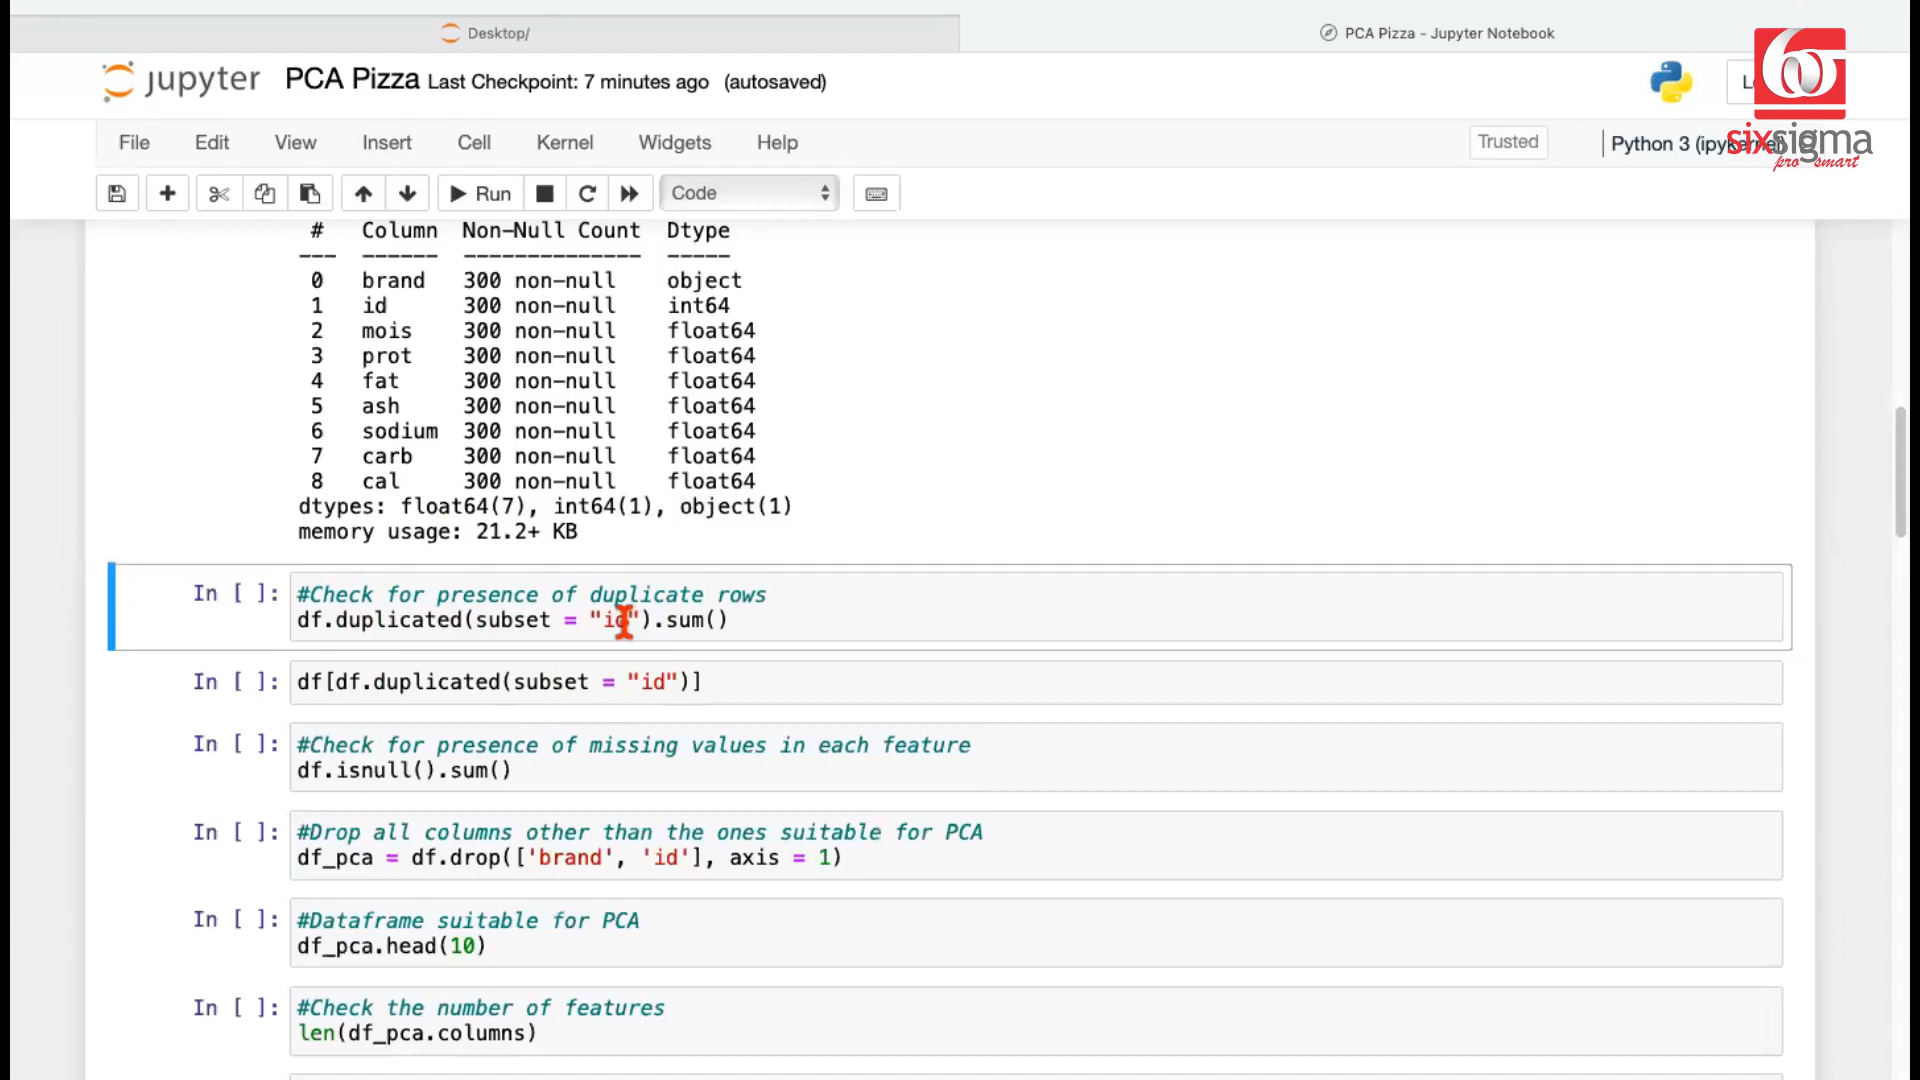 Desktop/
PCA Pizza - Jupyter Notebook
jupyter PCA Pizza Last Checkpoint: 7 minutes ago (autosaved)
sixsigma
pro smart
File Edit View Insert Cell Kernel Widgets Help Trusted Python 3
Run Code
# Column Non-Null Count Dtype
--- ------ -------------- -----
0 brand 300 non-null object
1 id 300 non-null int64
2 mois 300 non-null float64
3 prot 300 non-null float64
4 fat 300 non-null float64
5 ash 300 non-null float64
6 sodium 300 non-null float64
7 carb 300 non-null float64
8 cal 300 non-null float64
dtypes: float64(7), int64(1), object(1)
memory usage: 21.2+ KB
In [ ]: #Check for presence of duplicate rows
df.duplicated(subset = "id").sum()
In [ ]: df[df.duplicated(subset = "id")]
In [ ]: #Check for presence of missing values in each feature
df.isnull().sum()
In [ ]: #Drop all columns other than the ones suitable for PCA
df_pca = df.drop(['brand', 'id'], axis = 1)
In [ ]: #Dataframe suitable for PCA
df_pca.head(10)
In [ ]: #Check the number of features
len(df_pca.columns)